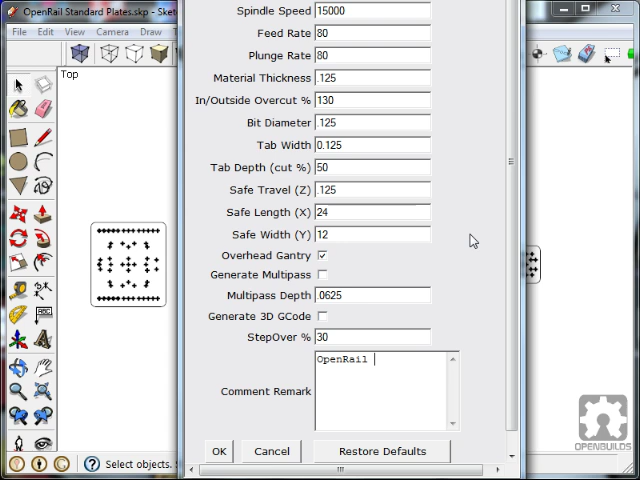 OpenRail Standard Plates.skp - Sket
File Edit View Camera Draw
Top
Spindle Speed 15000
Feed Rate 80
Plunge Rate 80
Material Thickness .125
In/Outside Overcut % 130
Bit Diameter .125
Tab Width 0.125
Tab Depth (cut %) 50
Safe Travel (Z) .125
Safe Length (X) 24
Safe Width (Y) 12
Overhead Gantry
Generate Multipass
Multipass Depth .0625
Generate 3D GCode
StepOver % 30
OpenRail
Comment Remark
OK Cancel Restore Defaults
Select objects. S
OPENBUILDS